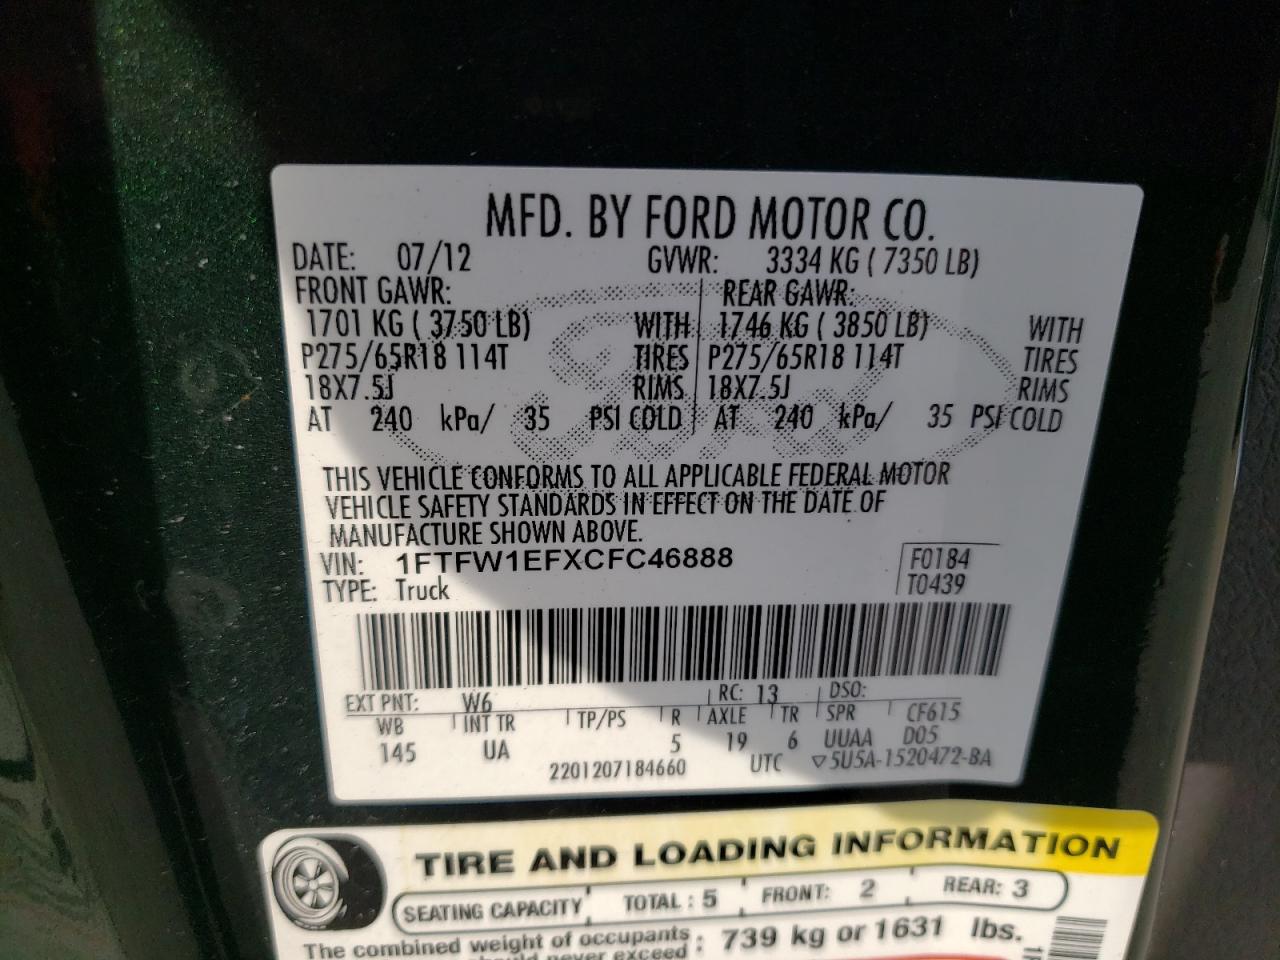 MFD. BY FORD MOTOR CO.
DATE: 07/12 GVWR: 3334 KG ( 7350 LB)
FRONT GAWR: REAR GAWR:
1701 KG ( 3750 LB) WITH 1746 KG ( 3850 LB) WITH
P275/65R18 114T TIRES P275/65R18 114T TIRES
18X7.5J RIMS 18X7.5J RIMS
AT 240 kPa/ 35 PSI COLD AT 240 kPa/ 35 PSI COLD
THIS VEHICLE CONFORMS TO ALL APPLICABLE FEDERAL MOTOR
VEHICLE SAFETY STANDARDS IN EFFECT ON THE DATE OF
MANUFACTURE SHOWN ABOVE.
VIN: 1FTFW1EFXCFC46888 F0184
TYPE: Truck T0439
EXT PNT: W6 RC: 13 DSO:
WB INT TR TP/PS R AXLE TR SPR CF615
145 UA 5 19 6 UUAA D05
2201207184660 UTC ▽5U5A-1520472-BA
TIRE AND LOADING INFORMATION
SEATING CAPACITY TOTAL : 5 FRONT: 2 REAR: 3
The combined weight of occupants : 739 kg or 1631 lbs.
should never exceed